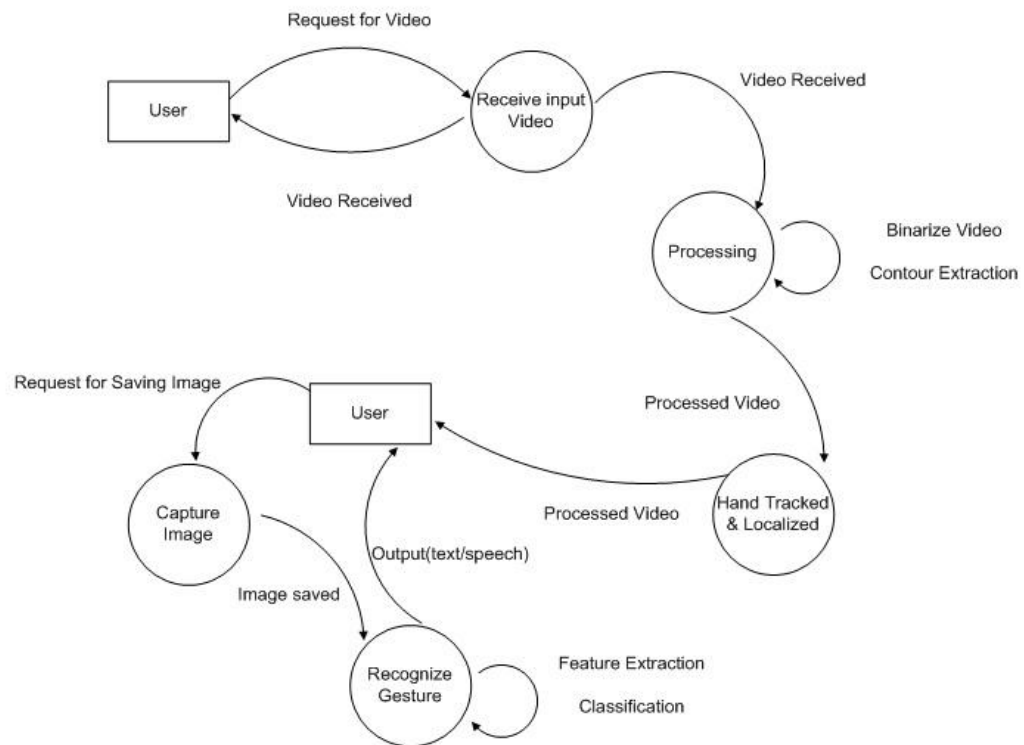 Request for Video
User
Receive input
Video
Video Received
Video Received
Processing
Binarize Video
Contour Extraction
Request for Saving Image
User
Processed Video
Hand Tracked
& Localized
Processed Video
Capture
Image
Output(text/speech)
Image saved
Recognize
Gesture
Feature Extraction
Classification